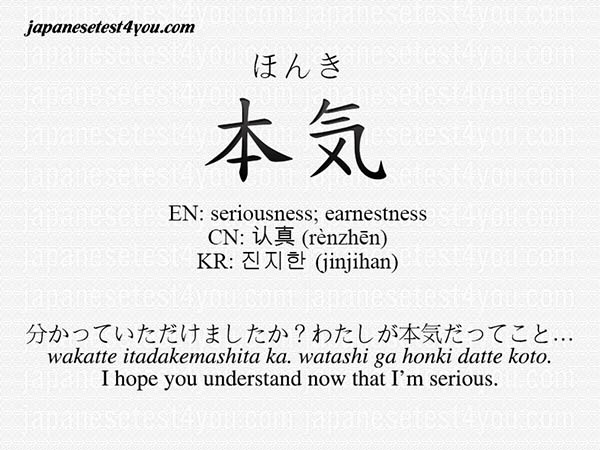 japanesetest4you.com
ほんき
本気
EN: seriousness; earnestness
CN: 认真 (rènzhēn)
KR: 진지한 (jinjihan)
分かっていただけましたか？わたしが本気だってこと…
wakatte itadakemashita ka. watashi ga honki datte koto.
I hope you understand now that I’m serious.